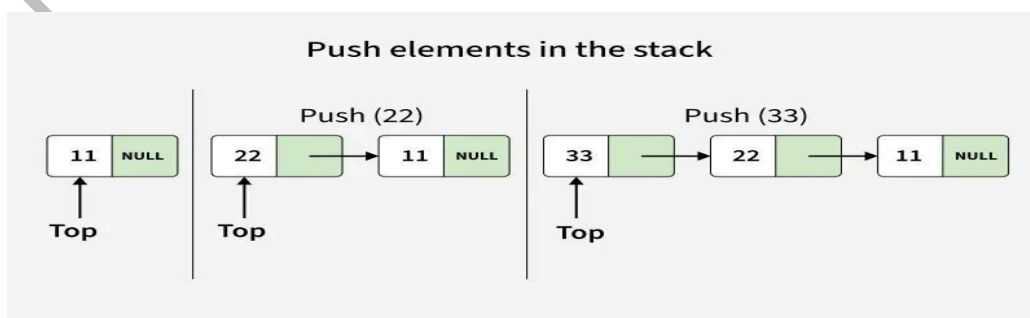 Push elements in the stack
Push (22)
Push (33)
11 NULL
22
11 NULL
33
22
11 NULL
Top
Top
Top